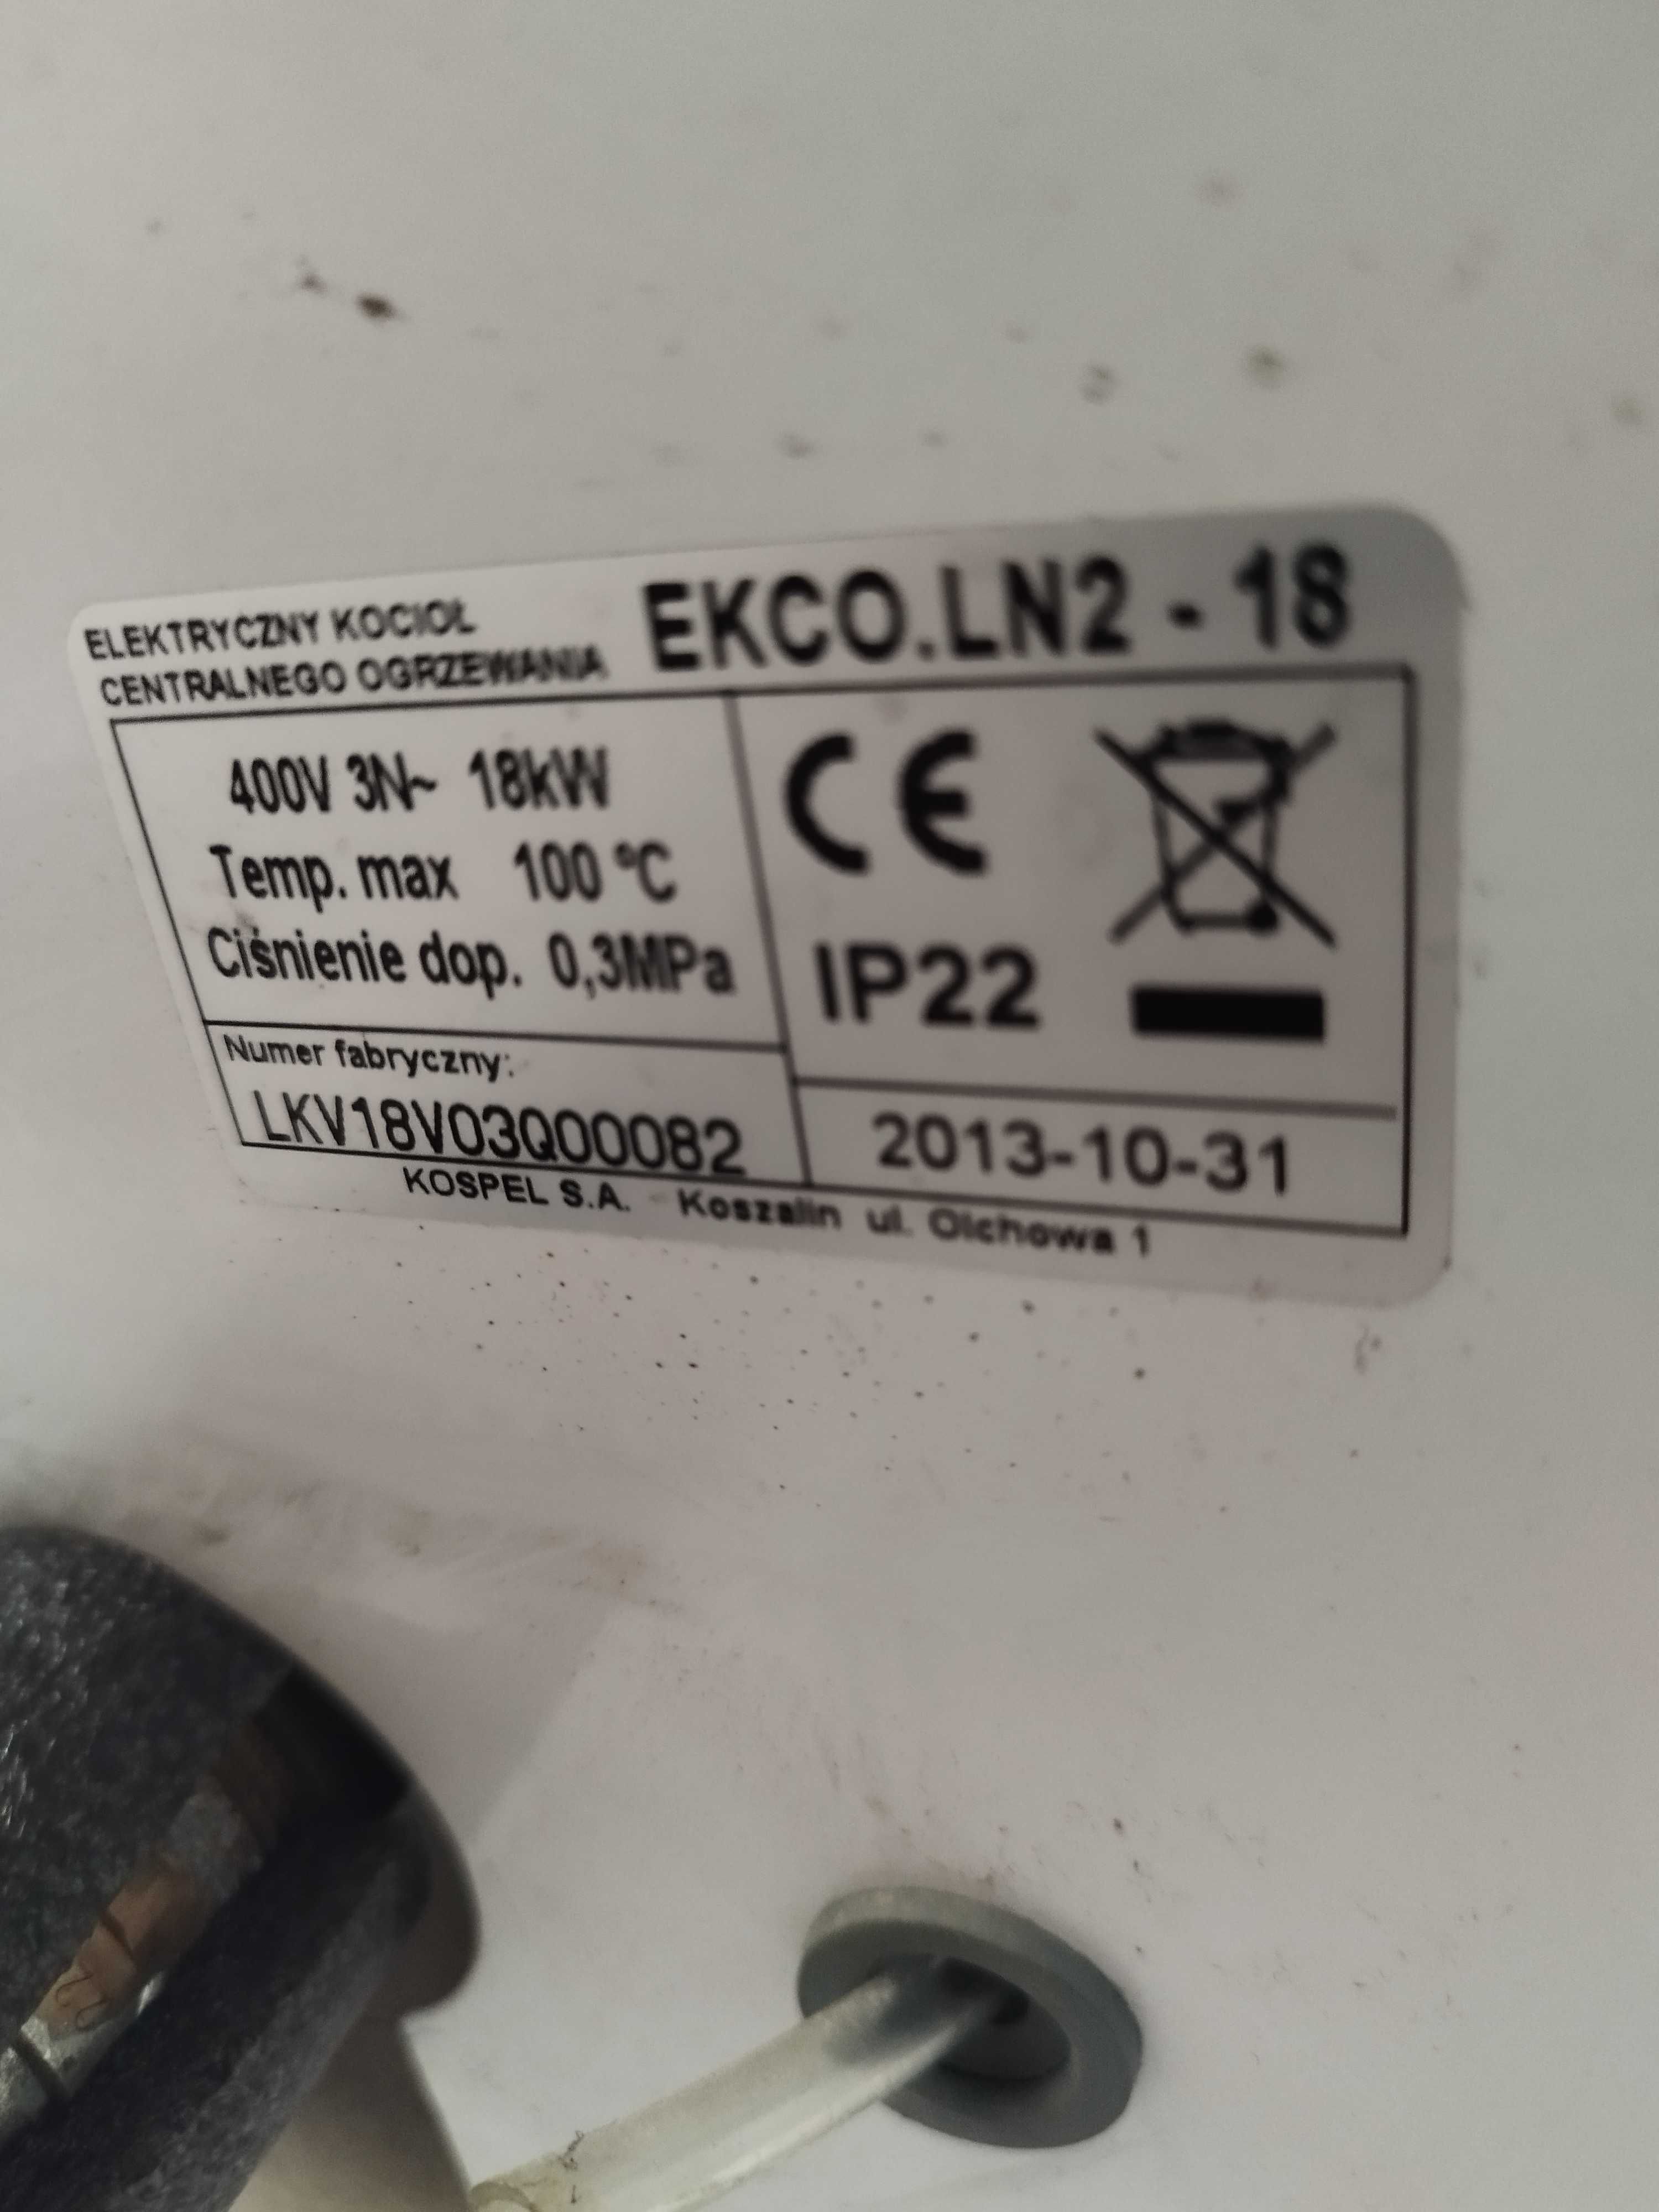 ELEKTRYCZNY KOCIOŁ
CENTRALNEGO OGRZEWANIA
EKCO.LN2 - 18
400V 3N~ 18kW
Temp. max 100 °C
Ciśnienie dop. 0,3MPa
CE
IP22
Numer fabryczny:
LKV18V03Q00082
2013-10-31
KOSPEL S.A. - Koszalin ul. Olchowa 1